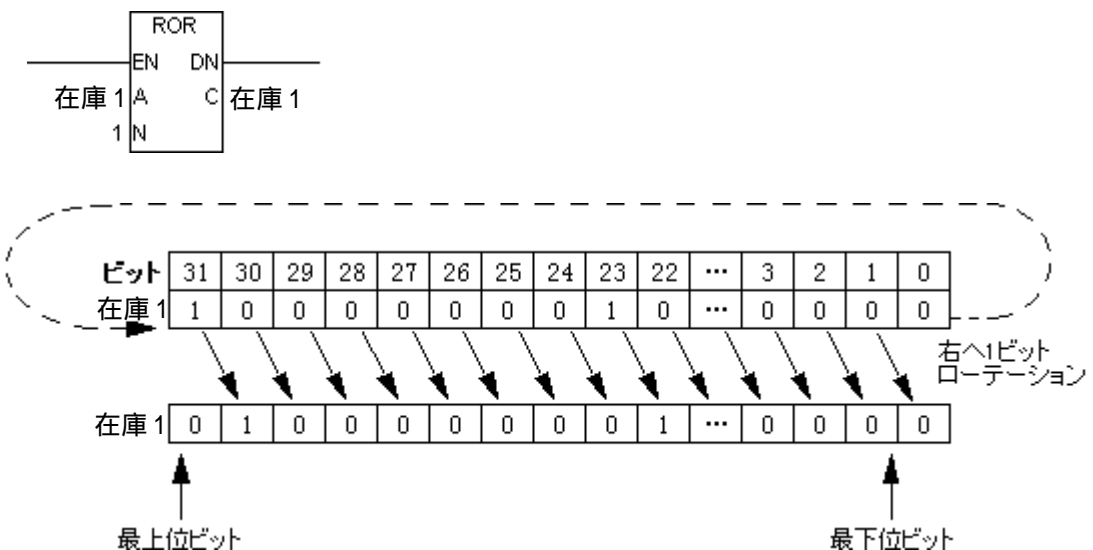 ROR
EN DN
在庫 1 A C 在庫 1
1 N
ビット 31 30 29 28 27 26 25 24 23 22 … 3 2 1 0
在庫 1 1 0 0 0 0 0 0 0 1 0 … 0 0 0 0
右へ1ビット
ローテーション
在庫 1 0 1 0 0 0 0 0 0 0 1 … 0 0 0 0
最上位ビット 最下位ビット